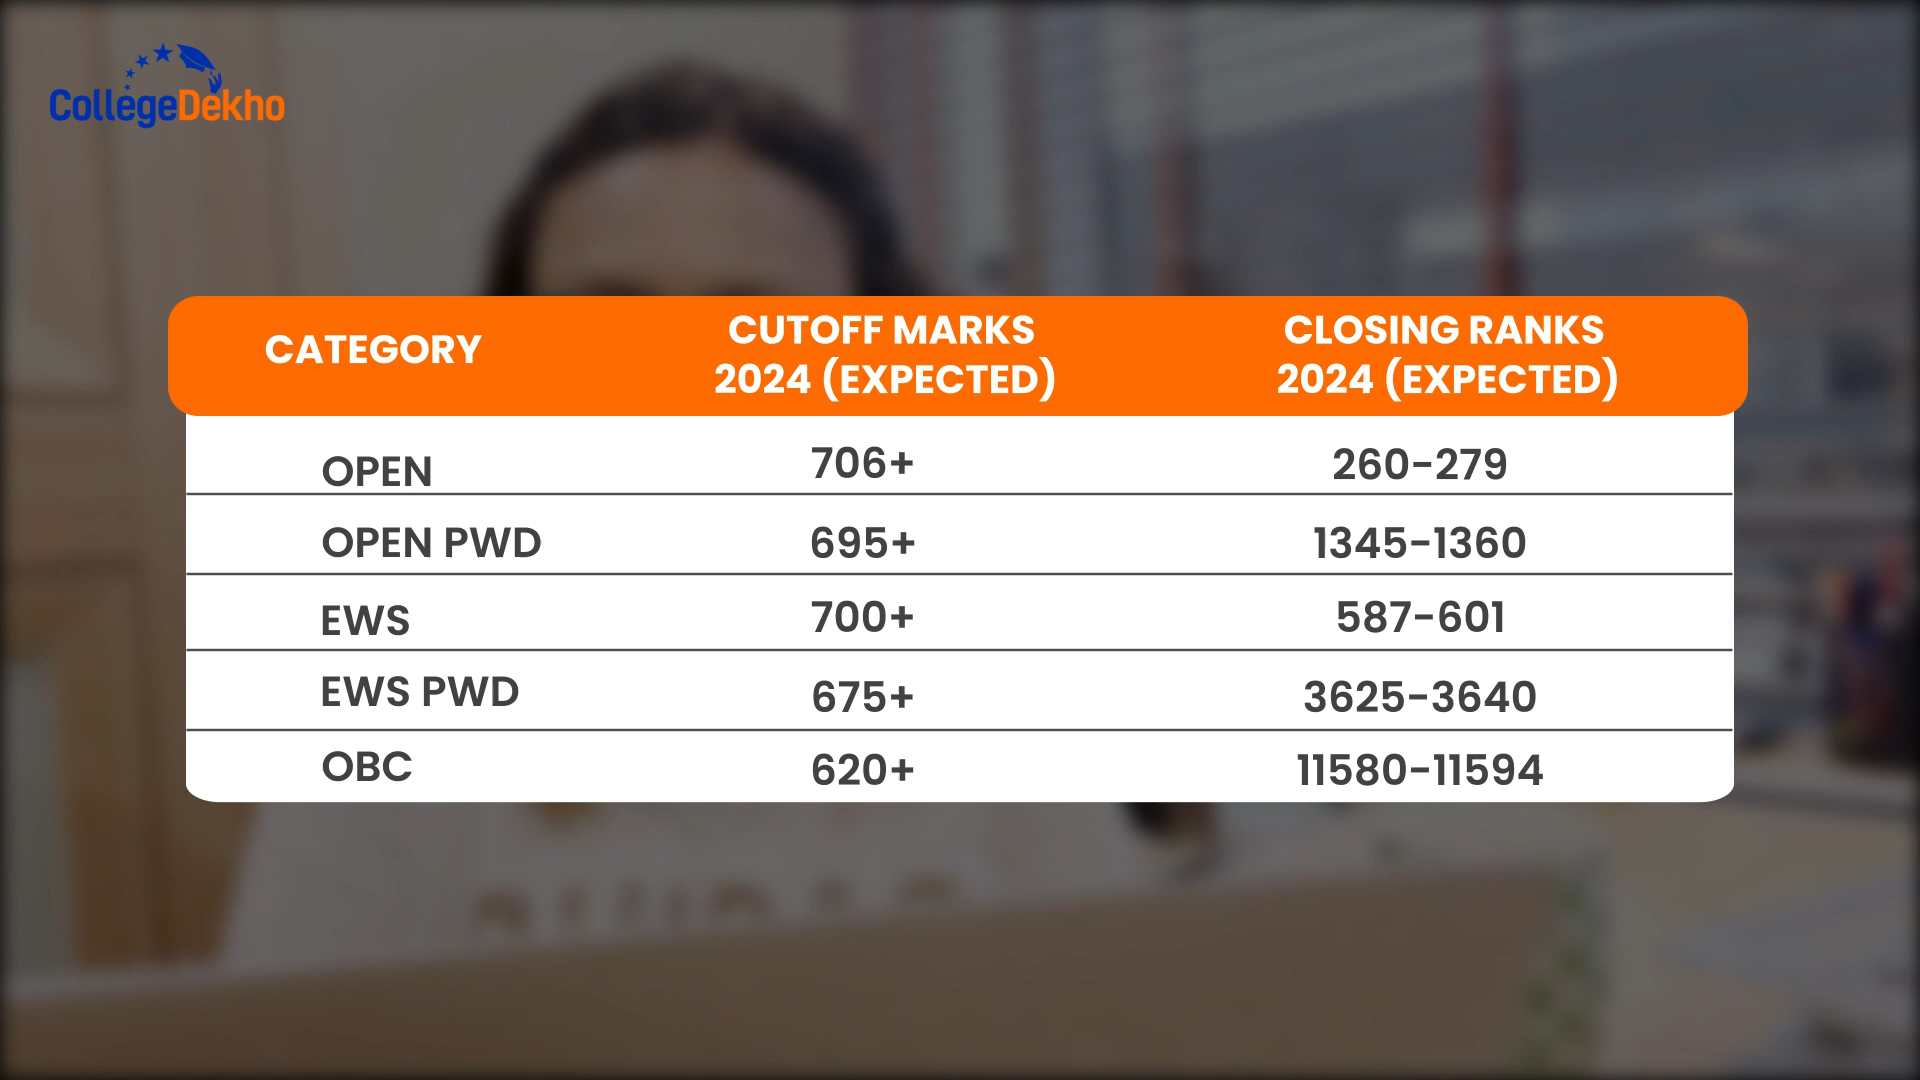 CollegeDekho
CATEGORY
CUTOFF MARKS
2024 (EXPECTED)
CLOSING RANKS
2024 (EXPECTED)
OPEN 706+ 260-279
OPEN PWD 695+ 1345-1360
EWS 700+ 587-601
EWS PWD 675+ 3625-3640
OBC 620+ 11580-11594